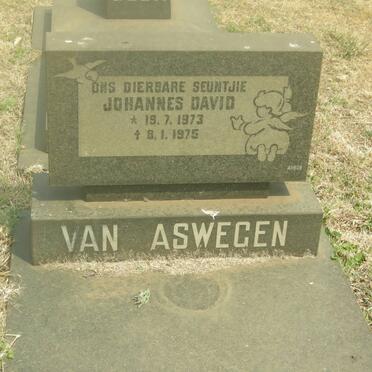 ONS DIERBARE SEUNTJIE
JOHANNES DAVID
* 19.7.1973
✝ 8.1.1975
VAN ASWEGEN